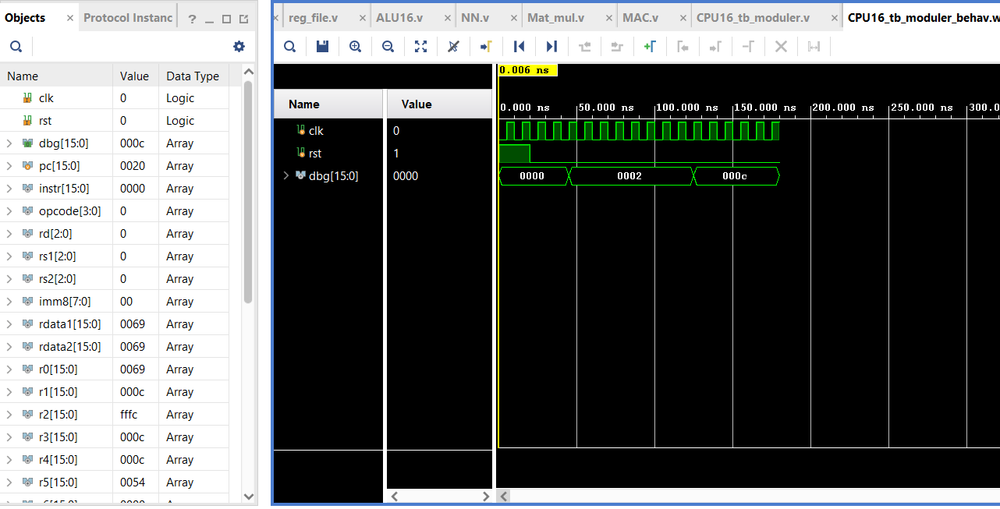 Objects × Protocol Instanc ?
Name Value Data Type
clk 0 Logic
rst 0 Logic
dbg[15:0] 000c Array
pc[15:0] 0020 Array
instr[15:0] 0000 Array
opcode[3:0] 0 Array
rd[2:0] 0 Array
rs1[2:0] 0 Array
rs2[2:0] 0 Array
imm8[7:0] 00 Array
rdata1[15:0] 0069 Array
rdata2[15:0] 0069 Array
r0[15:0] 0069 Array
r1[15:0] 000c Array
r2[15:0] fffc Array
r3[15:0] 000c Array
r4[15:0] 000c Array
r5[15:0] 0054 Array
× reg_file.v × ALU16.v × NN.v × Mat_mul.v × MAC.v × CPU16_tb_moduler.v × CPU16_tb_moduler_behav.w
0.006 ns
Name Value
0.000 ns 50.000 ns 100.000 ns 150.000 ns 200.000 ns 250.000 ns 300.0
clk 0
rst 1
dbg[15:0] 0000 0000 0002 000c